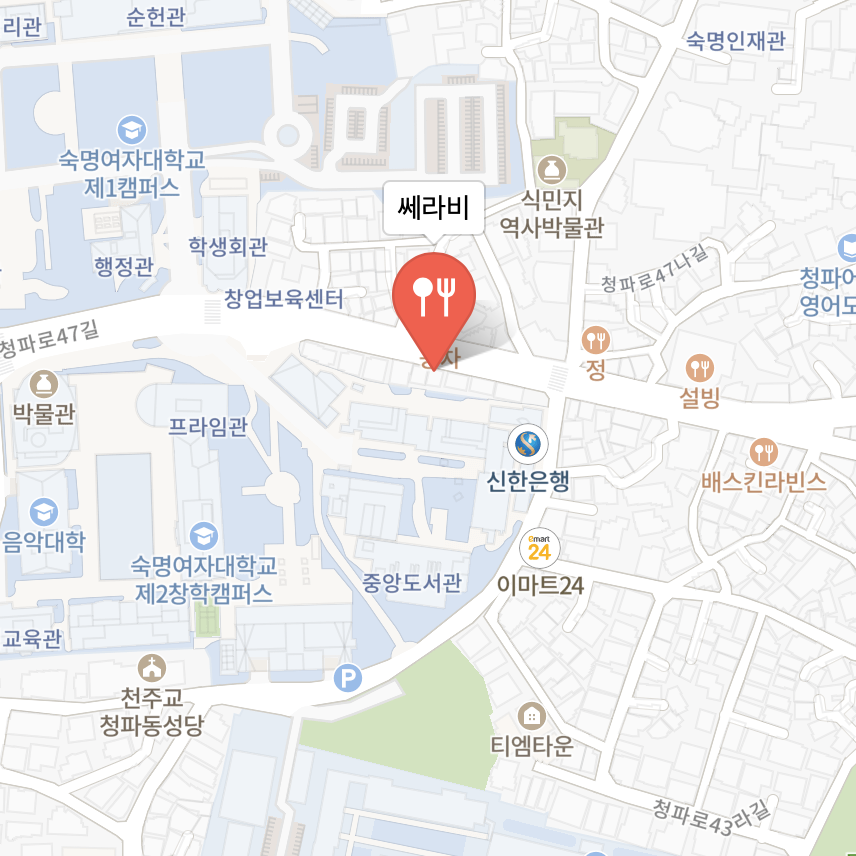 리관
순헌관
숙명인재관
숙명여자대학교
제1캠퍼스
식민지
역사박물관
쎄라비
학생회관
행정관
창업보육센터
청파로47나길
청파어
영어도
청파로47길
정
설빙
박물관
프라임관
신한은행
배스킨라빈스
음악대학
숙명여자대학교
제2창학캠퍼스
중앙도서관
emart
24
이마트24
교육관
천주교
청파동성당
P
티엠타운
청파로43라길